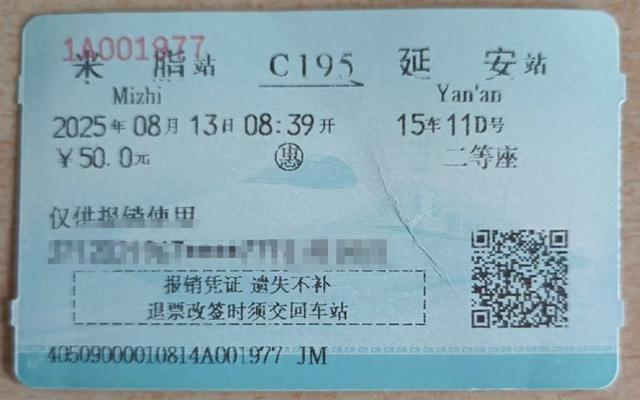 1A001977
米脂站 C195 延安站
Mizhi Yan'an
2025年08月13日08:39开 15车11D号
￥50.0元 惠 二等座
仅供报销使用
报销凭证 遗失不补
退票改签时须交回车站
40509000010814A001977 JM